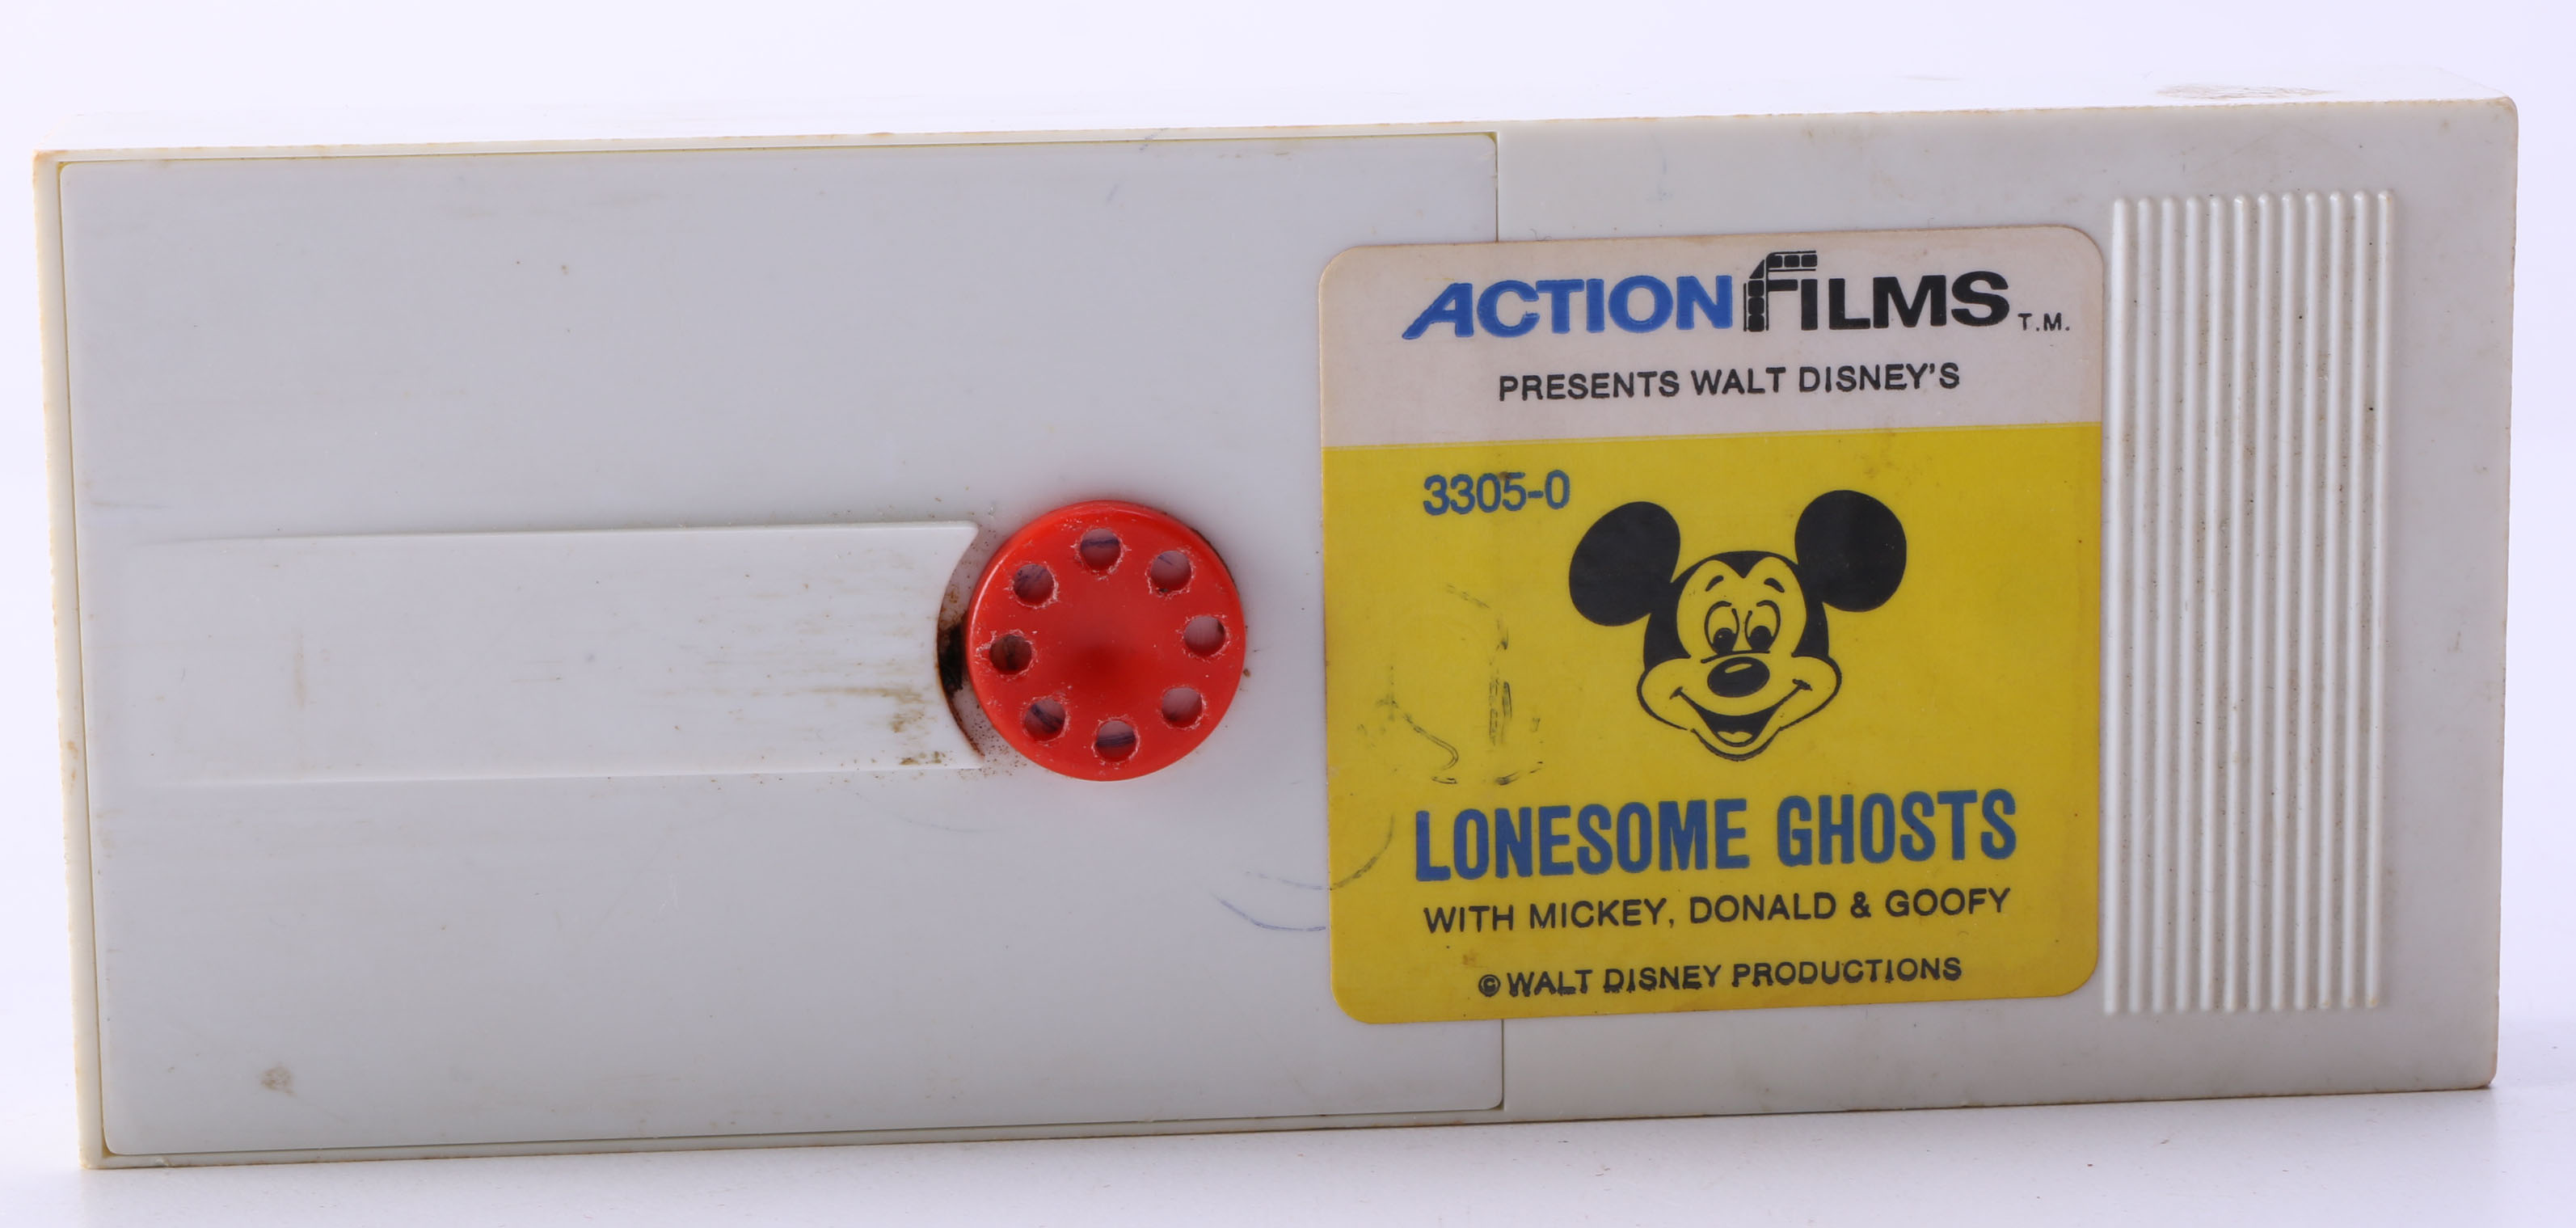 ACTION FILMS T.M.
PRESENTS WALT DISNEY'S
3305-0
LONESOME GHOSTS
WITH MICKEY, DONALD & GOOFY
© WALT DISNEY PRODUCTIONS